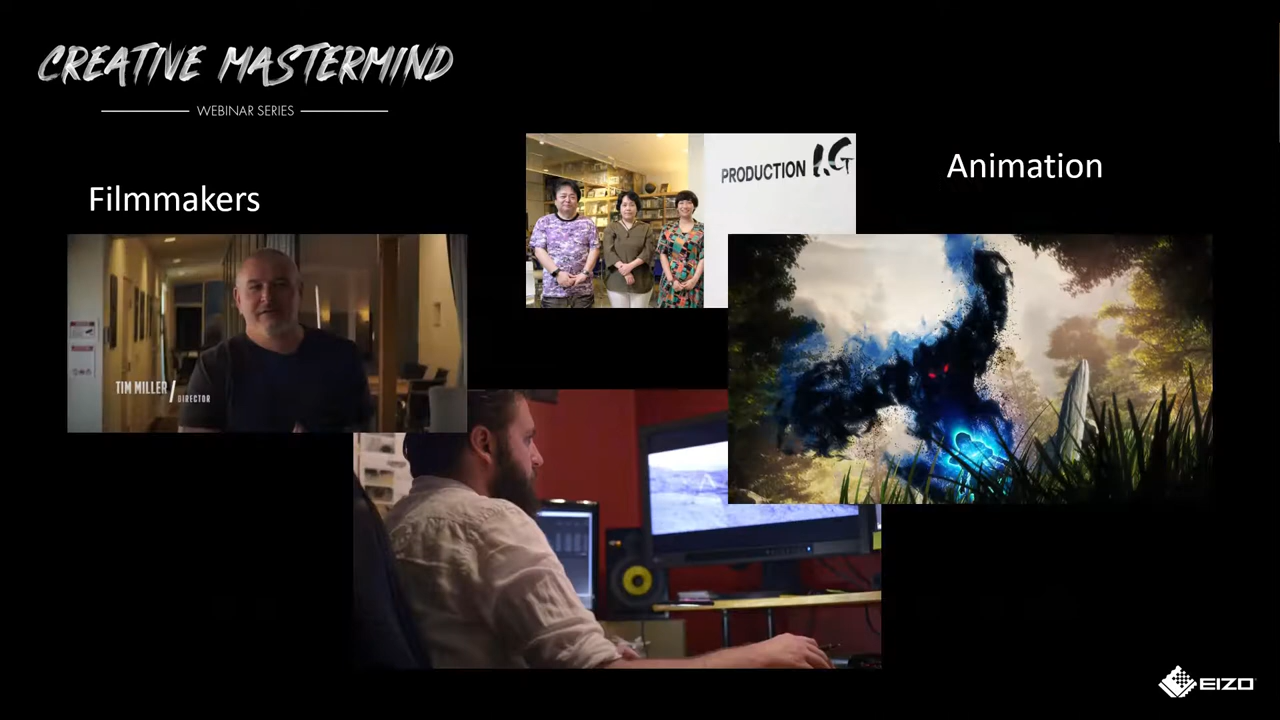 CREATIVE MASTERMIND
WEBINAR SERIES
Filmmakers
PRODUCTION I.G
Animation
TIM MILLER / DIRECTOR
EIZO